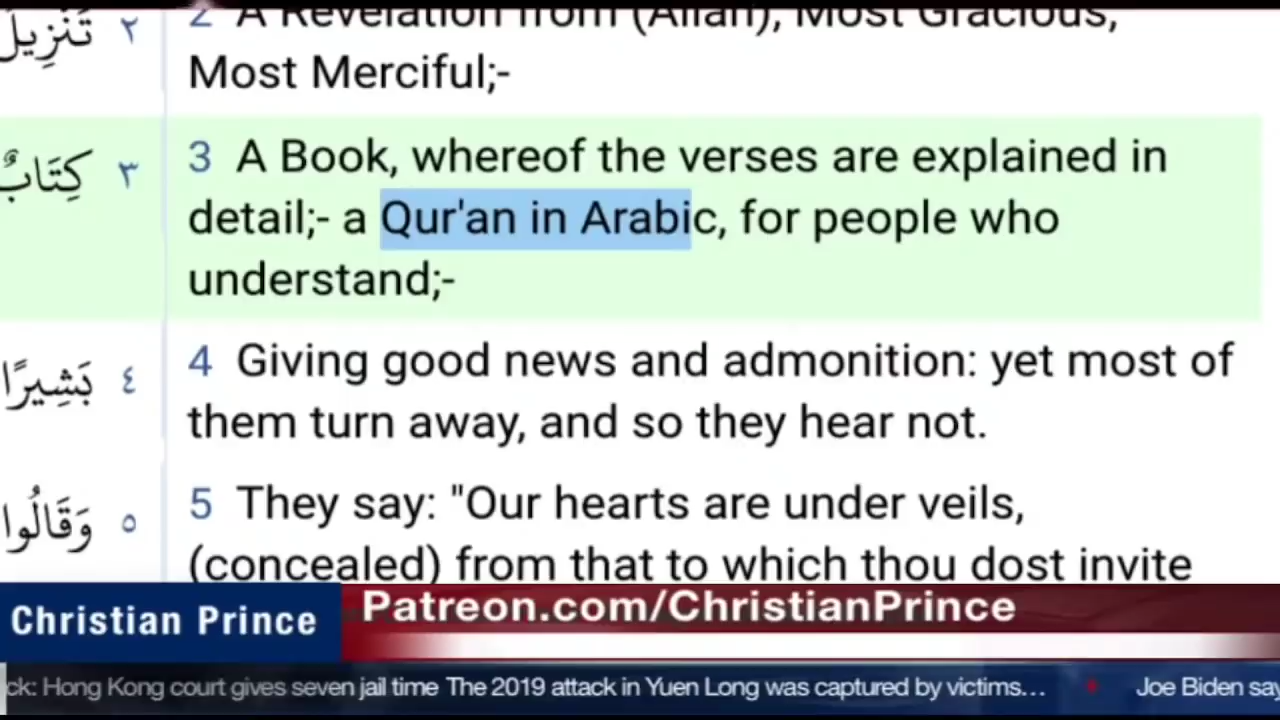 تَنْزِيلٌ ٢ 2 A Revelation from (Allah), Most Gracious,
Most Merciful;-
كِتَابٌ ٣ 3 A Book, whereof the verses are explained in
detail;- a Qur'an in Arabic, for people who
understand;-
بَشِيرًا ٤ 4 Giving good news and admonition: yet most of
them turn away, and so they hear not.
وَقَالُوا ٥ 5 They say: "Our hearts are under veils,
(concealed) from that to which thou dost invite
Christian Prince
Patreon.com/ChristianPrince
ck: Hong Kong court gives seven jail time The 2019 attack in Yuen Long was captured by victims... Joe Biden say